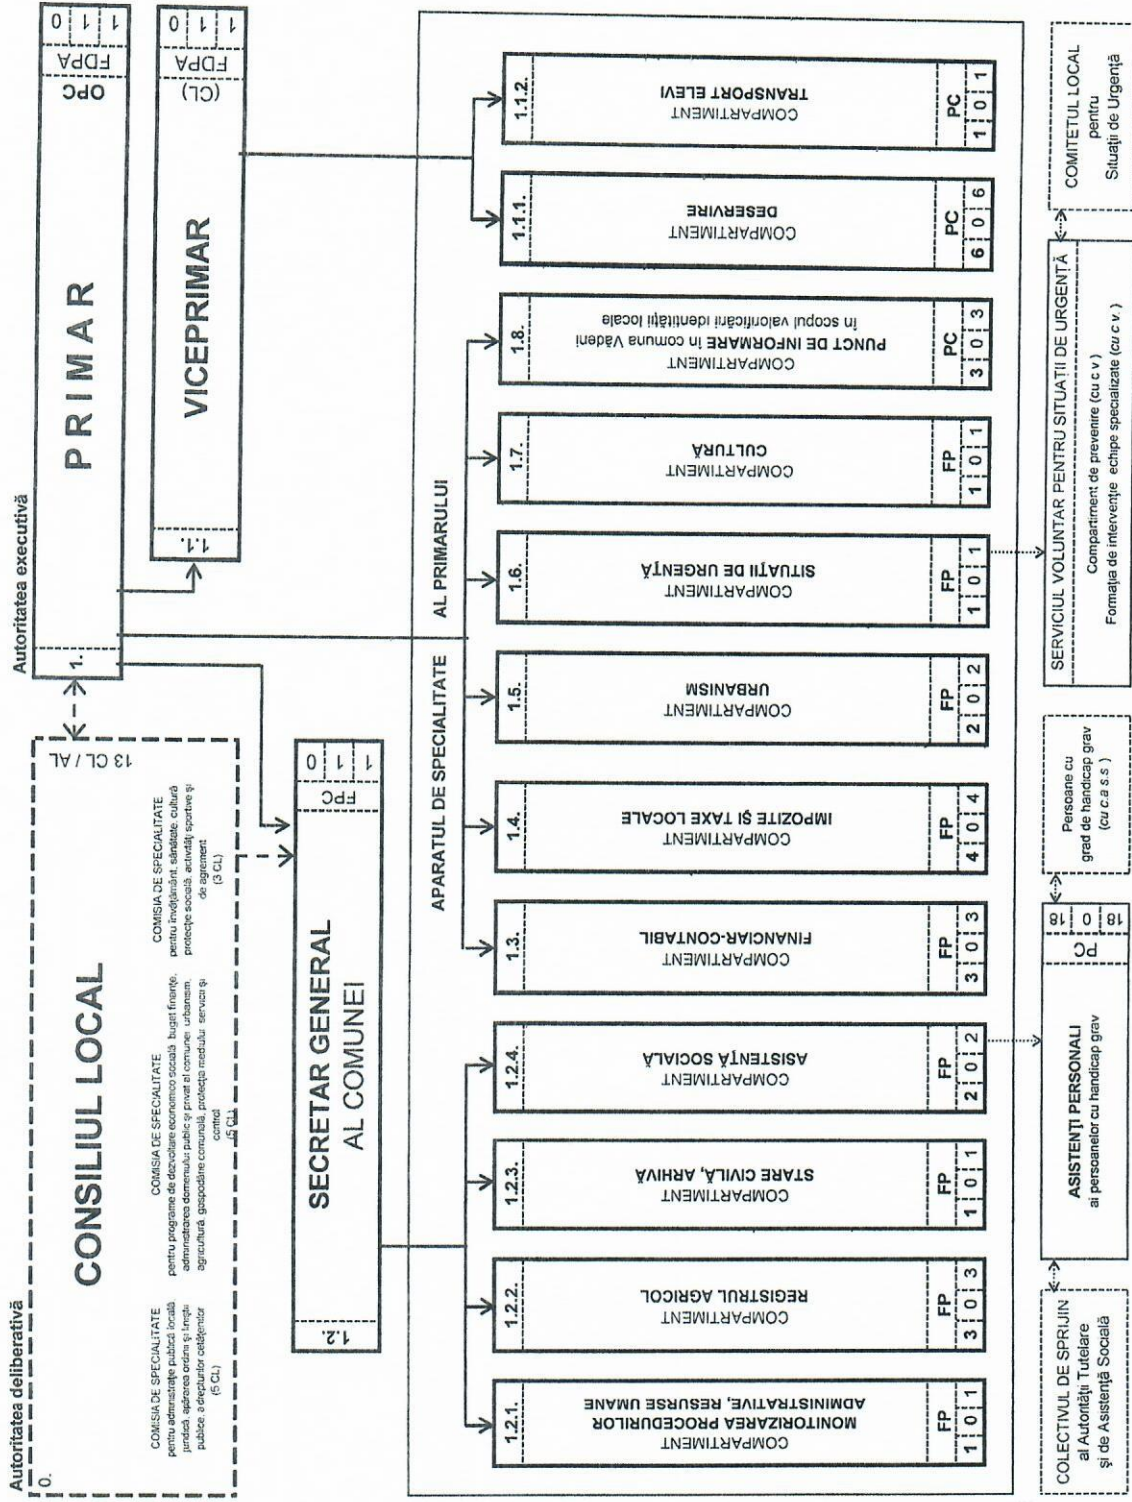 Autoritatea deliberativă
0.
CONSILIUL LOCAL
13 CL / AL
COMISIA DE SPECIALITATE
pentru administrație publică locală,
juridică, apărarea ordinii și liniștii
publice, a drepturilor cetățenilor
(5 CL)
COMISIA DE SPECIALITATE
pentru programe de dezvoltare economico socială, buget finanțe,
administrarea domeniului public și privat al comunei, urbanism,
agricultură, gospodărie comunală, protecția mediului, servicii și
control
(5 CL)
COMISIA DE SPECIALITATE
pentru învățământ, sănătate, cultură
protecție socială, activități sportive și
de agrement
(3 CL)
Autoritatea executivă
1.
PRIMAR
OPC
FDPA
1 1 0
1.1.
VICEPRIMAR
(CL)
FDPA
1 1 0
1.2.
SECRETAR GENERAL
AL COMUNEI
FPC
1 1 0
APARATUL DE SPECIALITATE AL PRIMARULUI
1.2.1.
COMPARTIMENT
MONITORIZAREA PROCEDURILOR
ADMINISTRATIVE, RESURSE UMANE
FP
1 0 1
1.2.2.
COMPARTIMENT
REGISTRUL AGRICOL
FP
3 0 3
1.2.3.
COMPARTIMENT
STARE CIVILĂ, ARHIVĂ
FP
1 0 1
1.2.4.
COMPARTIMENT
ASISTENȚĂ SOCIALĂ
FP
2 0 2
1.3.
COMPARTIMENT
FINANCIAR-CONTABIL
FP
3 0 3
1.4.
COMPARTIMENT
IMPOZITE ȘI TAXE LOCALE
FP
4 0 4
1.5.
COMPARTIMENT
URBANISM
FP
2 0 2
1.6.
COMPARTIMENT
SITUAȚII DE URGENȚĂ
FP
1 0 1
1.7.
COMPARTIMENT
CULTURĂ
FP
1 0 1
1.8.
COMPARTIMENT
PUNCT DE INFORMARE în comuna Vădeni
în scopul valorificării identității locale
PC
3 0 3
1.1.1.
COMPARTIMENT
DESERVIRE
PC
6 0 6
1.1.2.
COMPARTIMENT
TRANSPORT ELEVI
PC
1 0 1
COLECTIVUL DE SPRIJIN
al Autorității Tutelare
și de Asistență Socială
ASISTENȚI PERSONALI
ai persoanelor cu handicap grav
PC
18 0 18
Persoane cu
grad de handicap grav
(cu c.a.s.s)
SERVICIUL VOLUNTAR PENTRU SITUAȚII DE URGENȚĂ
Compartiment de prevenire (cu c v)
Formația de intervenție echipe specializate (cu c v.)
COMITETUL LOCAL
pentru
Situații de Urgență